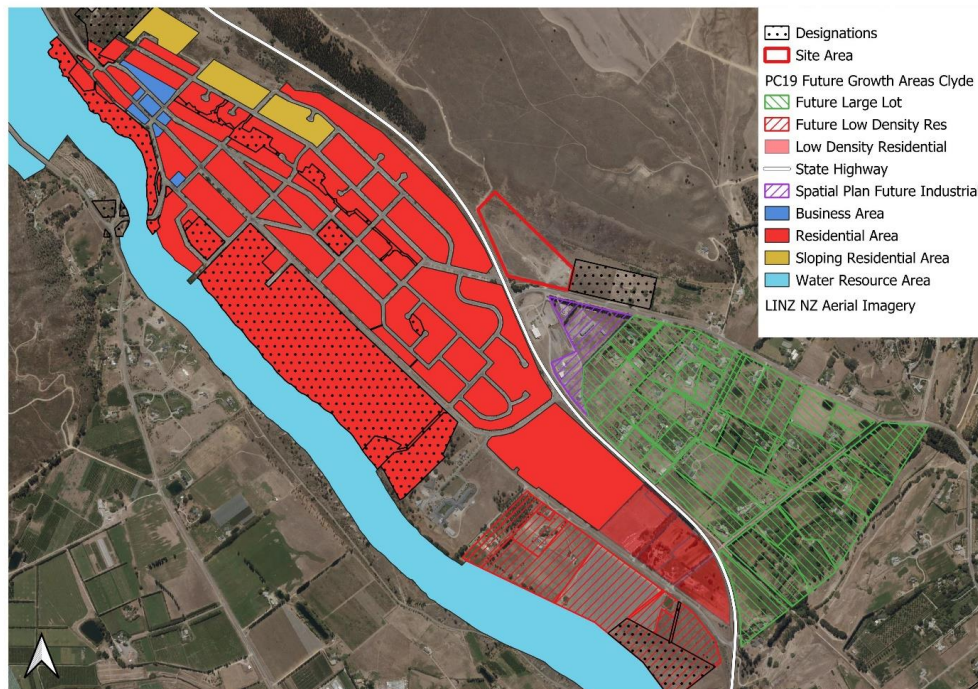 Designations
Site Area
PC19 Future Growth Areas Clyde
Future Large Lot
Future Low Density Res
Low Density Residential
State Highway
Spatial Plan Future Industria
Business Area
Residential Area
Sloping Residential Area
Water Resource Area
LINZ NZ Aerial Imagery